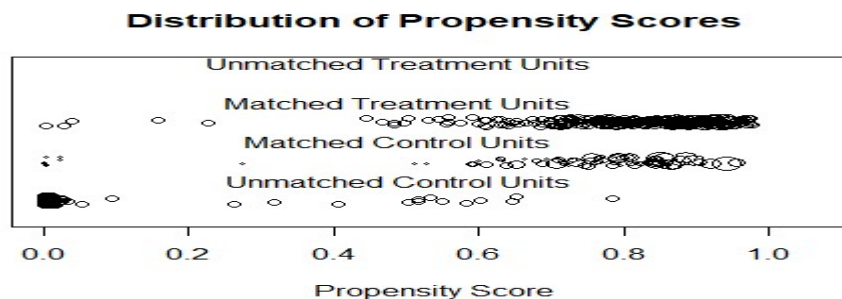 Distribution of Propensity Scores
Unmatched Treatment Units
Matched Treatment Units
Matched Control Units
Unmatched Control Units
0.0 0.2 0.4 0.6 0.8 1.0
Propensity Score